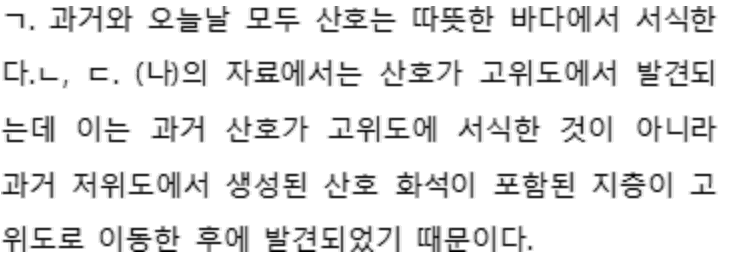 ㄱ. 과거와 오늘날 모두 산호는 따뜻한 바다에서 서식한
다.ㄴ, ㄷ. (나)의 자료에서는 산호가 고위도에서 발견되
는데 이는 과거 산호가 고위도에 서식한 것이 아니라
과거 저위도에서 생성된 산호 화석이 포함된 지층이 고
위도로 이동한 후에 발견되었기 때문이다.